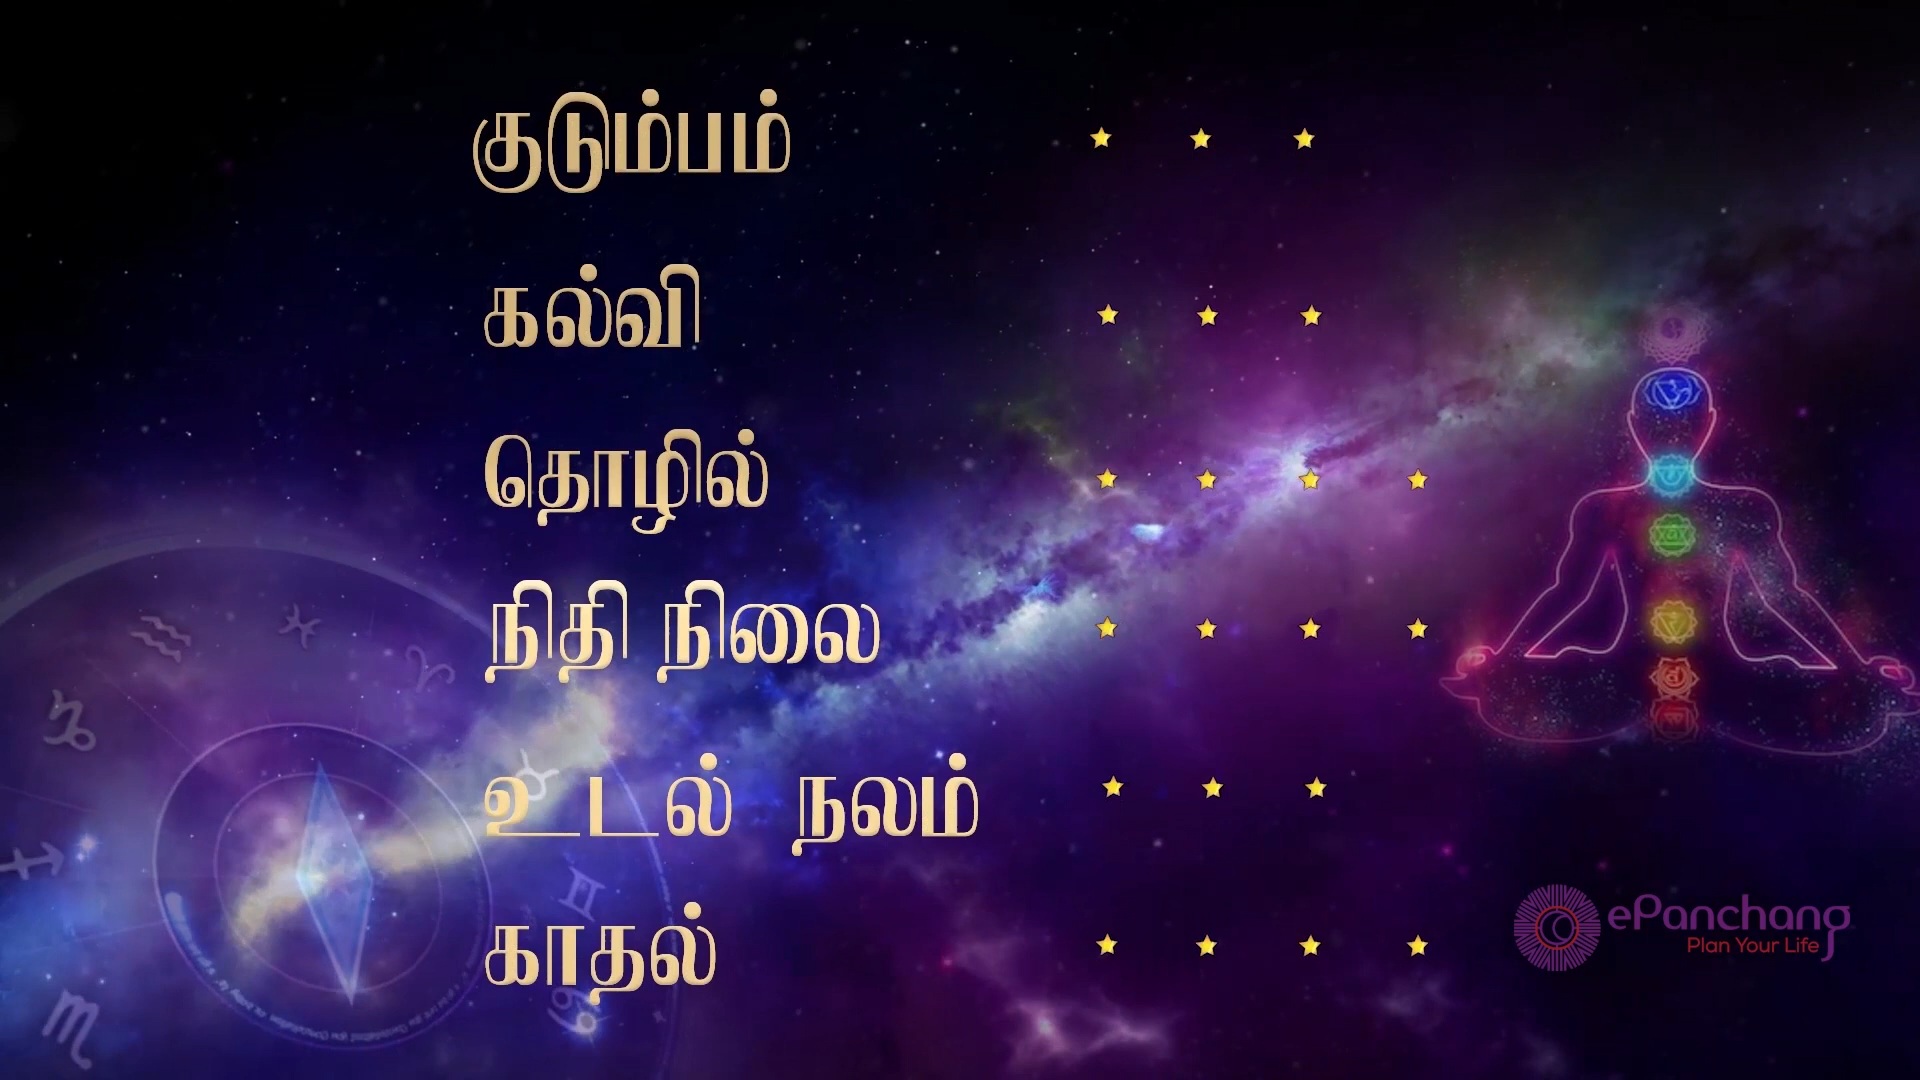 குடும்பம்
கல்வி
தொழில்
நிதி நிலை
உடல் நலம்
காதல்
ePanchang
Plan Your Life